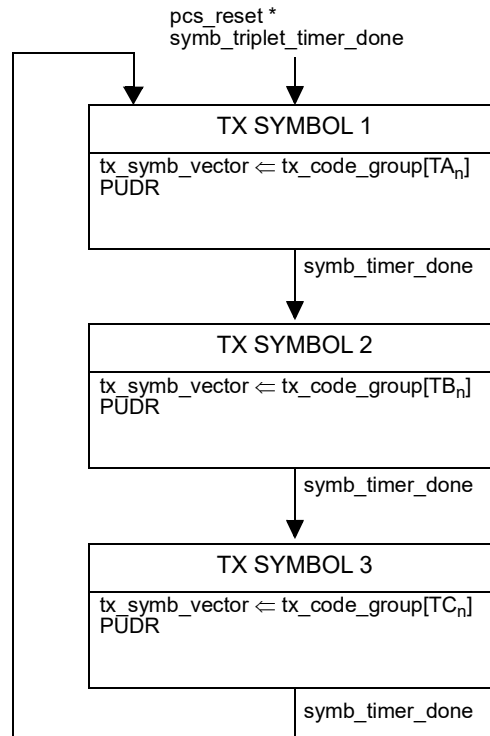 pcs_reset *
symb_triplet_timer_done
TX SYMBOL 1
tx_symb_vector ⇐ tx_code_group[TAₙ]
PUDR
symb_timer_done
TX SYMBOL 2
tx_symb_vector ⇐ tx_code_group[TBₙ]
PUDR
symb_timer_done
TX SYMBOL 3
tx_symb_vector ⇐ tx_code_group[TCₙ]
PUDR
symb_timer_done